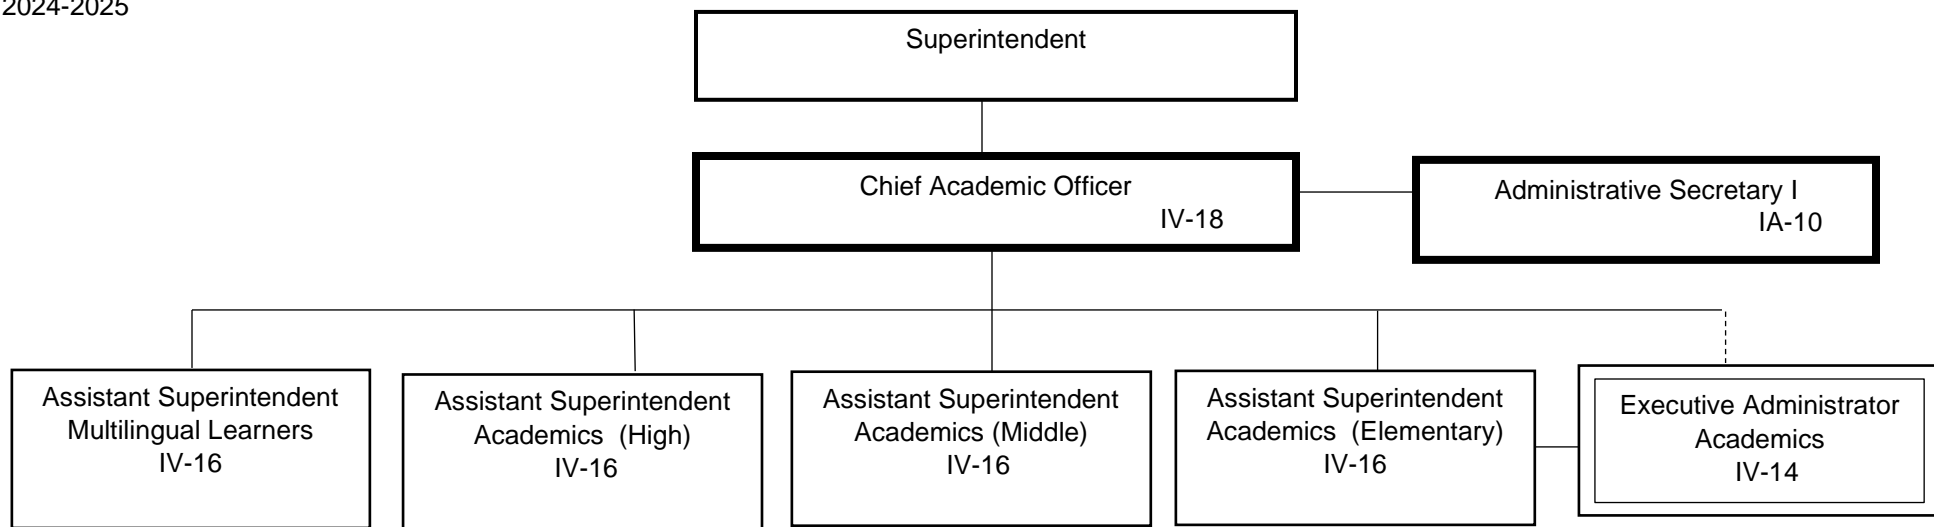 2024-2025
Superintendent
Chief Academic Officer
IV-18
Administrative Secretary I
IA-10
Assistant Superintendent
Multilingual Learners
IV-16
Assistant Superintendent
Academics (High)
IV-16
Assistant Superintendent
Academics (Middle)
IV-16
Assistant Superintendent
Academics (Elementary)
IV-16
Executive Administrator
Academics
IV-14